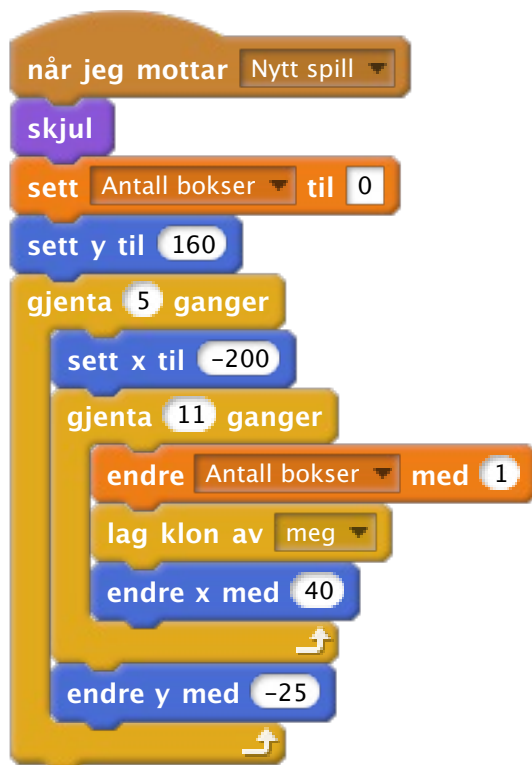 når jeg mottar Nytt spill
skjul
sett Antall bokser til 0
sett y til 160
gjenta 5 ganger
sett x til -200
gjenta 11 ganger
endre Antall bokser med 1
lag klon av meg
endre x med 40
endre y med -25